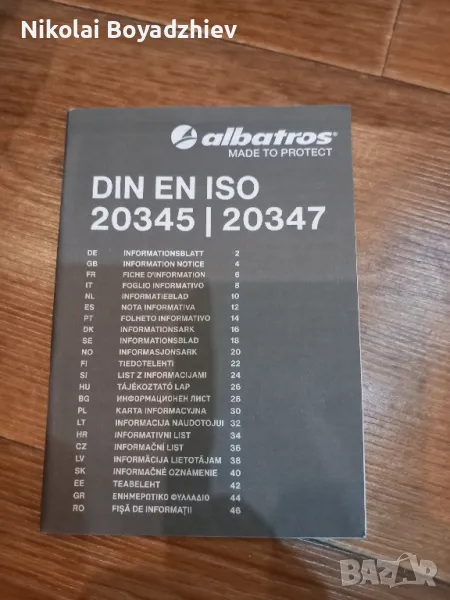 Nikolai Boyadzhiev
albatros®
MADE TO PROTECT
DIN EN ISO
20345 | 20347
DE INFORMATIONSBLATT 2
GB INFORMATION NOTICE 4
FR FICHE D'INFORMATION 6
IT FOGLIO INFORMATIVO 8
NL INFORMATIEBLAD 10
ES NOTA INFORMATIVA 12
PT FOLHETO INFORMATIVO 14
DK INFORMATIONSARK 16
SE INFORMATIONSBLAD 18
NO INFORMASJONSARK 20
FI TIEDOTELEHTI 22
SI LIST Z INFORMACIJAMI 24
HU TÁJÉKOZTATÓ LAP 26
BG ИНФОРМАЦИОНЕН ЛИСТ 28
PL KARTA INFORMACYJNA 30
LT INFORMACIJA NAUDOTOJUI 32
HR INFORMATIVNI LIST 34
CZ INFORMAČNÍ LIST 36
LV INFORMĀCIJA LIETOTĀJAM 38
SK INFORMAČNÉ OZNÁMENIE 40
EE TEABELEHT 42
GR ΕΝΗΜΕΡΩΤΙΚΟ ΦΥΛΛΑΔΙΟ 44
RO FIȘĂ DE INFORMAȚII 46
BAZAR